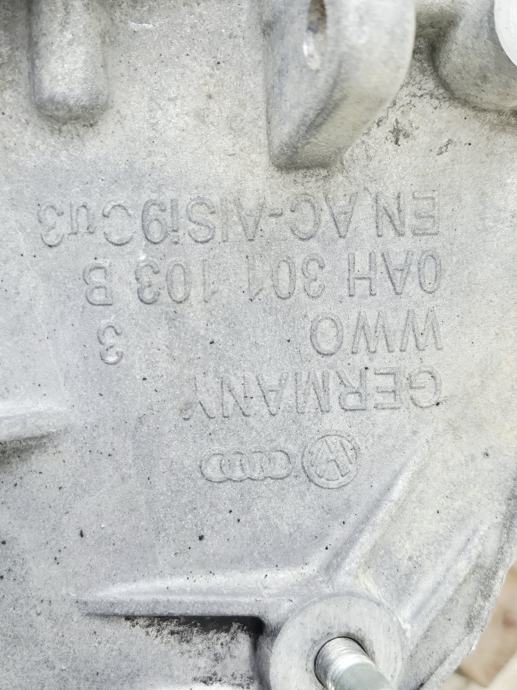 GERMANY
WWO 3
0AH 301 103 B
EN AC-AlSi9Cu3